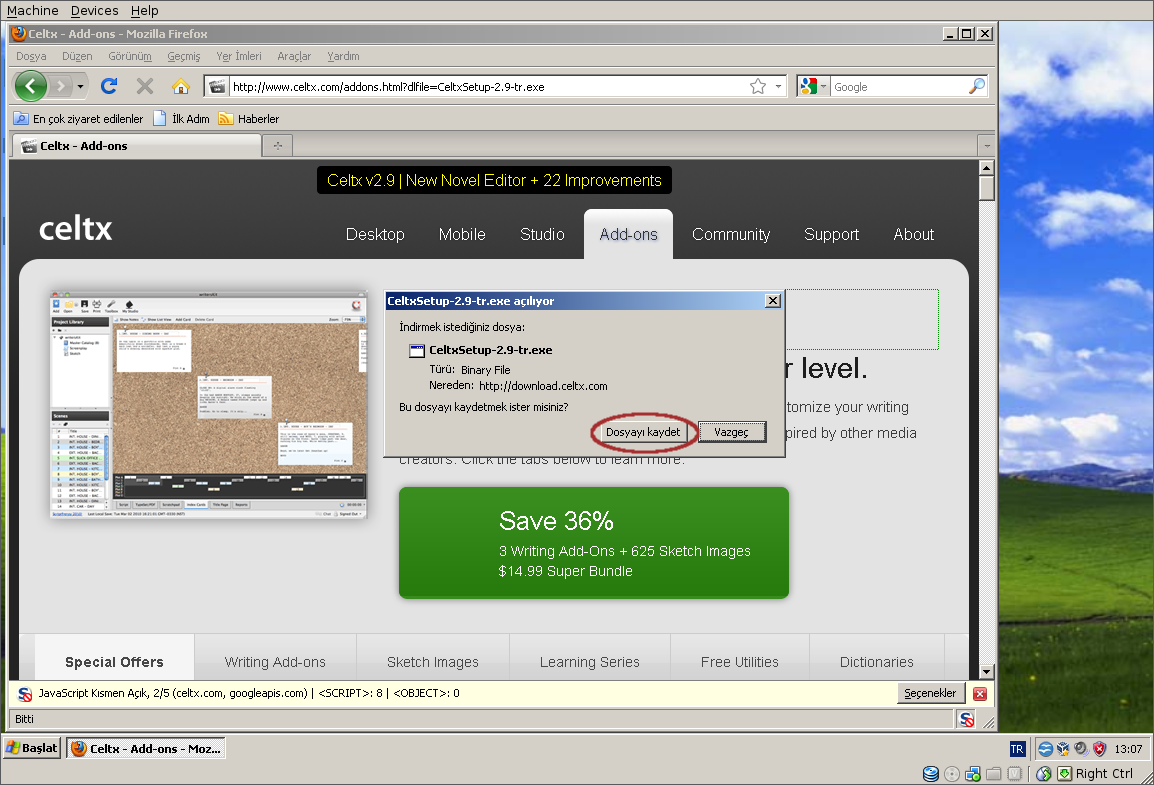 Machine Devices Help
Celtx - Add-ons - Mozilla Firefox
Dosya Düzen Görünüm Geçmiş Yer İmleri Araçlar Yardım
http://www.celtx.com/addons.html?dlfile=CeltxSetup-2.9-tr.exe
Google
En çok ziyaret edilenler İlk Adım Haberler
Celtx - Add-ons
Celtx v2.9 | New Novel Editor + 22 Improvements
celtx
Desktop Mobile Studio Add-ons Community Support About
CeltxSetup-2.9-tr.exe açılıyor
İndirmek istediğiniz dosya:
CeltxSetup-2.9-tr.exe
Türü: Binary File
Nereden: http://download.celtx.com
Bu dosyayı kaydetmek ister misiniz?
Dosyayı kaydet Vazgeç
level.
your writing
by other media
creators. Click the tabs below to learn more.
Project Library
Scenes
Save 36%
3 Writing Add-Ons + 625 Sketch Images
$14.99 Super Bundle
Special Offers Writing Add-ons Sketch Images Learning Series Free Utilities Dictionaries
JavaScript Kısmen Açık, 2/5 (celtx.com, googleapis.com) | <SCRIPT>: 8 | <OBJECT>: 0
Seçenekler
Bitti
Başlat Celtx - Add-ons - Moz...
TR 13:07
Right Ctrl